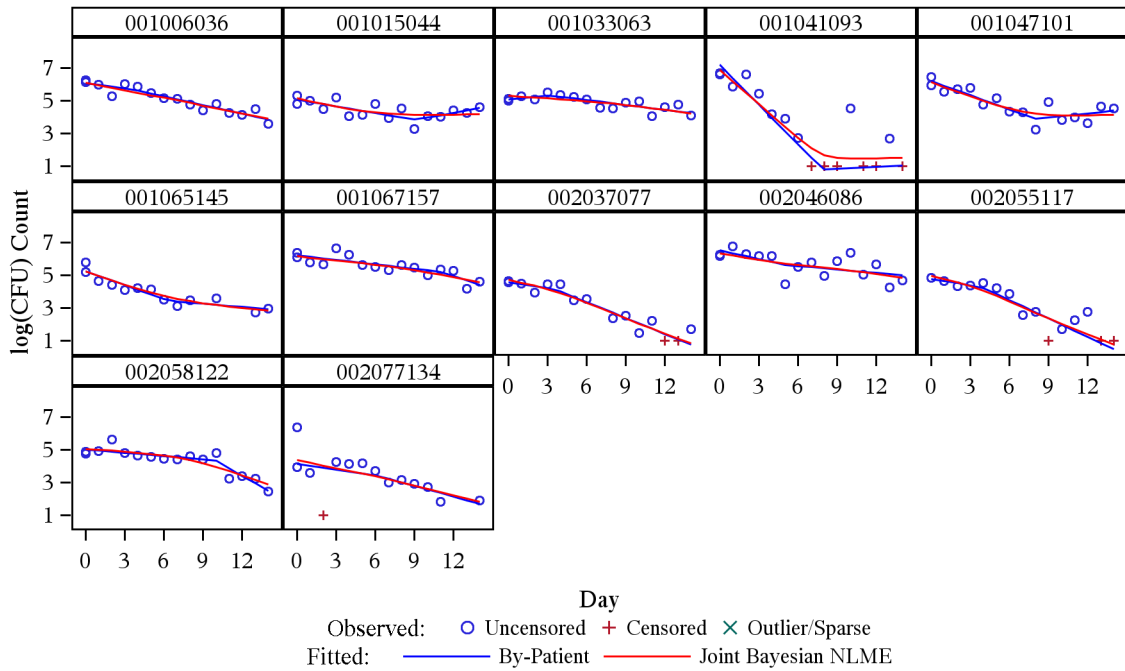 001006036 001015044 001033063 001041093 001047101
7
5
3
1
001065145 001067157 002037077 002046086 002055117
7
5
3
1
0 3 6 9 12 0 3 6 9 12 0 3 6 9 12
002058122 002077134
7
5
3
1
0 3 6 9 12 0 3 6 9 12
log(CFU) Count
Day
Observed: Uncensored Censored Outlier/Sparse
Fitted: By-Patient Joint Bayesian NLME